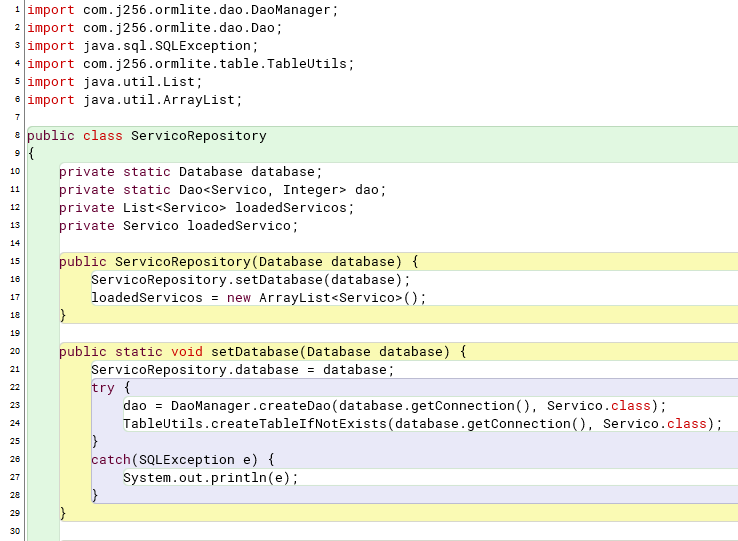 1 import com.j256.ormlite.dao.DaoManager;
2 import com.j256.ormlite.dao.Dao;
3 import java.sql.SQLException;
4 import com.j256.ormlite.table.TableUtils;
5 import java.util.List;
6 import java.util.ArrayList;
7
8 public class ServicoRepository
9 {
10     private static Database database;
11     private static Dao<Servico, Integer> dao;
12     private List<Servico> loadedServicos;
13     private Servico loadedServico;
14
15     public ServicoRepository(Database database) {
16         ServicoRepository.setDatabase(database);
17         loadedServicos = new ArrayList<Servico>();
18     }
19
20     public static void setDatabase(Database database) {
21         ServicoRepository.database = database;
22         try {
23             dao = DaoManager.createDao(database.getConnection(), Servico.class);
24             TableUtils.createTableIfNotExists(database.getConnection(), Servico.class);
25         }
26         catch(SQLException e) {
27             System.out.println(e);
28         }
29     }
30